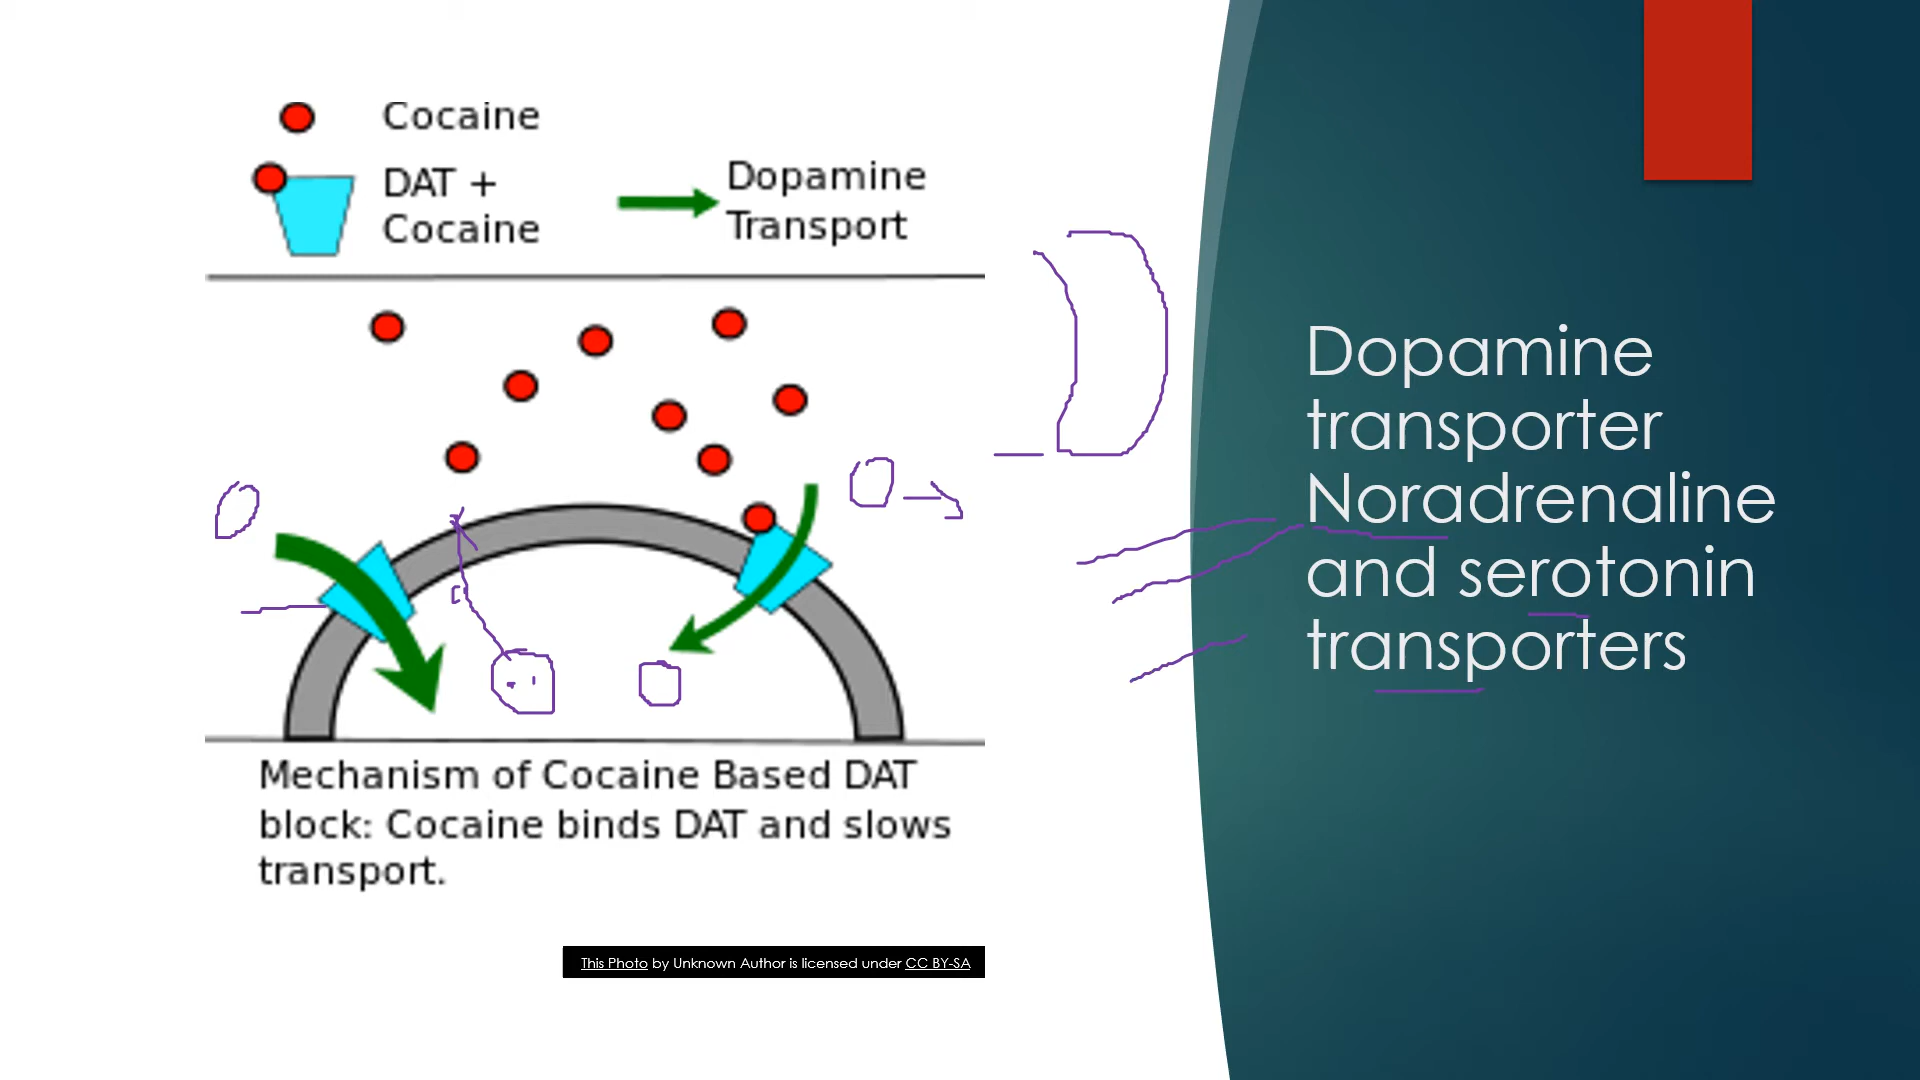 Cocaine
DAT +
Cocaine
Dopamine
Transport
Mechanism of Cocaine Based DAT
block: Cocaine binds DAT and slows
transport.
This Photo by Unknown Author is licensed under CC BY-SA
Dopamine
transporter
Noradrenaline
and serotonin
transporters